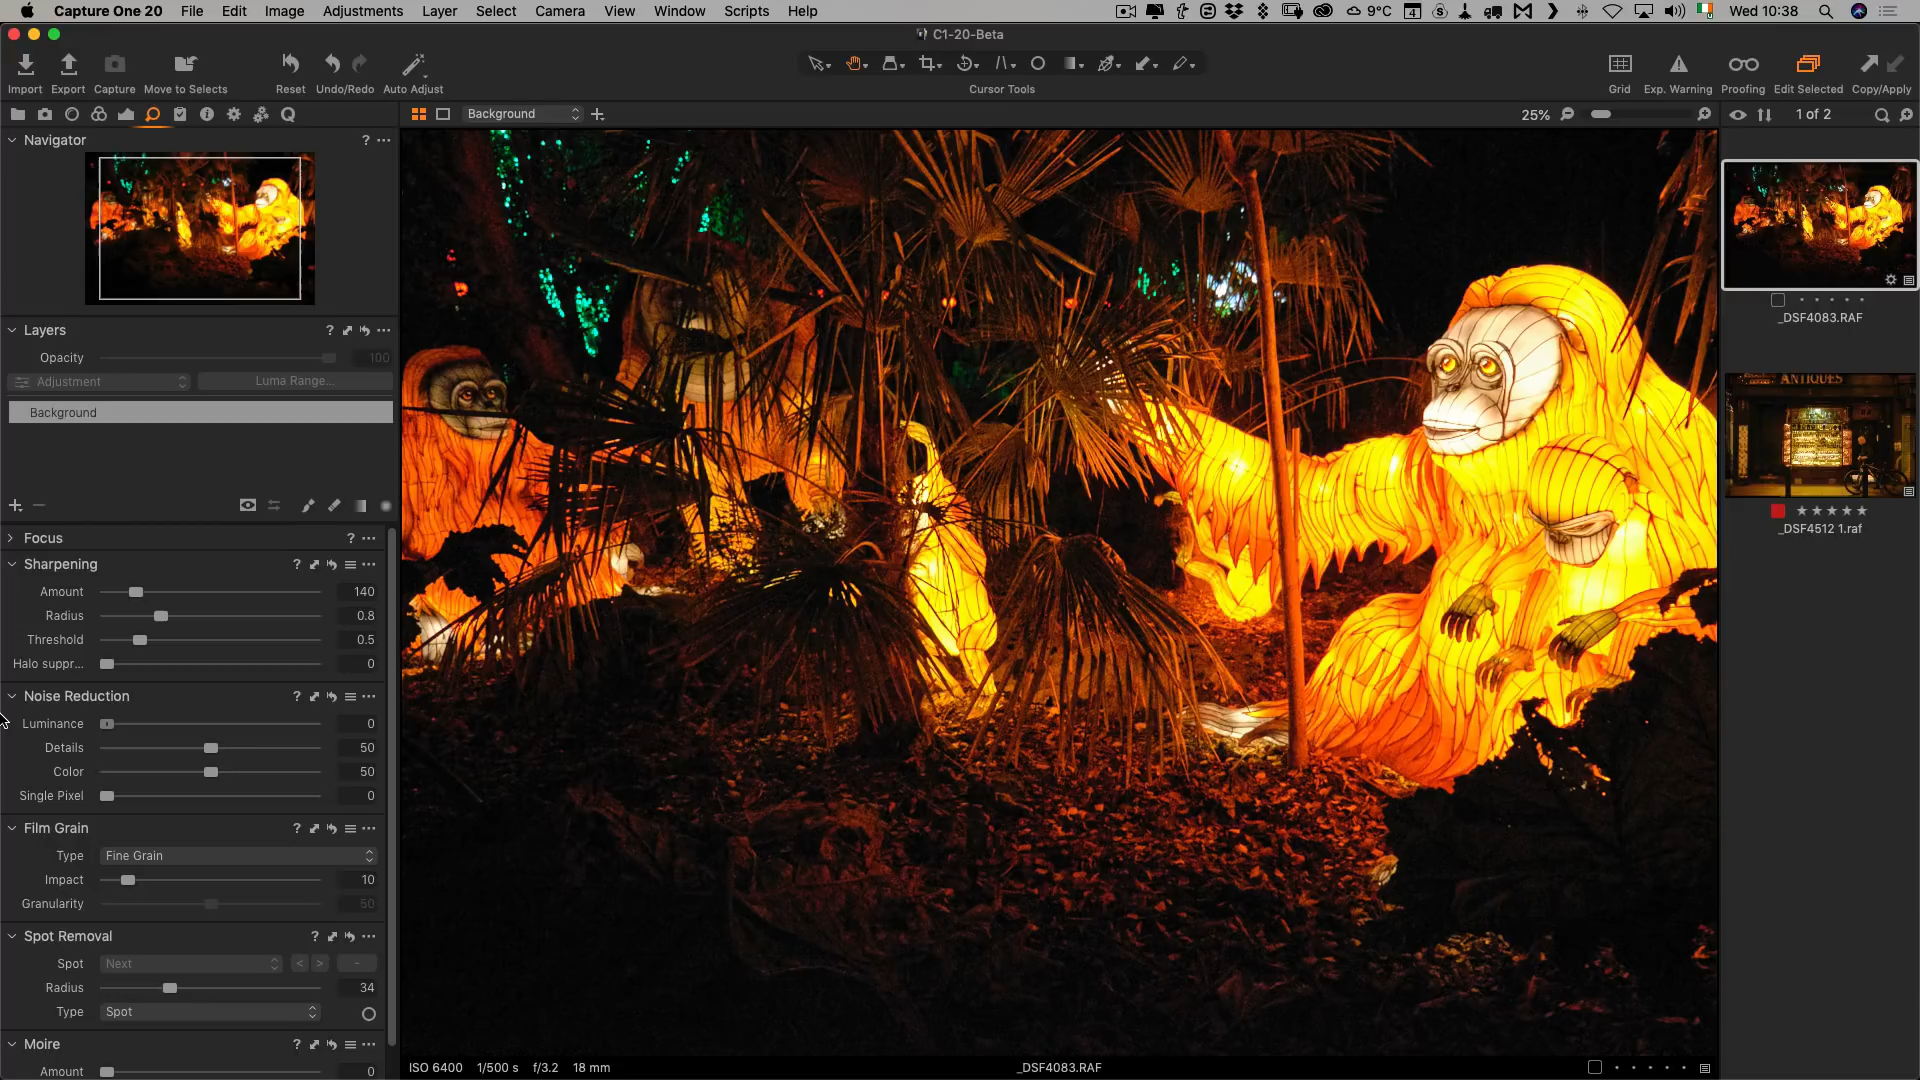 Capture One 20 File Edit Image Adjustments Layer Select Camera View Window Scripts Help 9°C 4 Wed 10:38
C1-20-Beta
Import Export Capture Move to Selects Reset Undo/Redo Auto Adjust Cursor Tools Grid Exp. Warning Proofing Edit Selected Copy/Apply
Background 25% 1 of 2
Navigator ?
Layers ?
Opacity 100
Adjustment Luma Range...
Background
Focus ?
Sharpening ?
Amount 140
Radius 0.8
Threshold 0.5
Halo suppr... 0
Noise Reduction ?
Luminance 0
Details 50
Color 50
Single Pixel 0
Film Grain ?
Type Fine Grain
Impact 10
Granularity 50
Spot Removal ?
Spot Next < > -
Radius 34
Type Spot
Moire ?
Amount 0
ISO 6400 1/500 s f/3.2 18 mm _DSF4083.RAF
_DSF4083.RAF
ANTIQUES
_DSF4512 1.raf